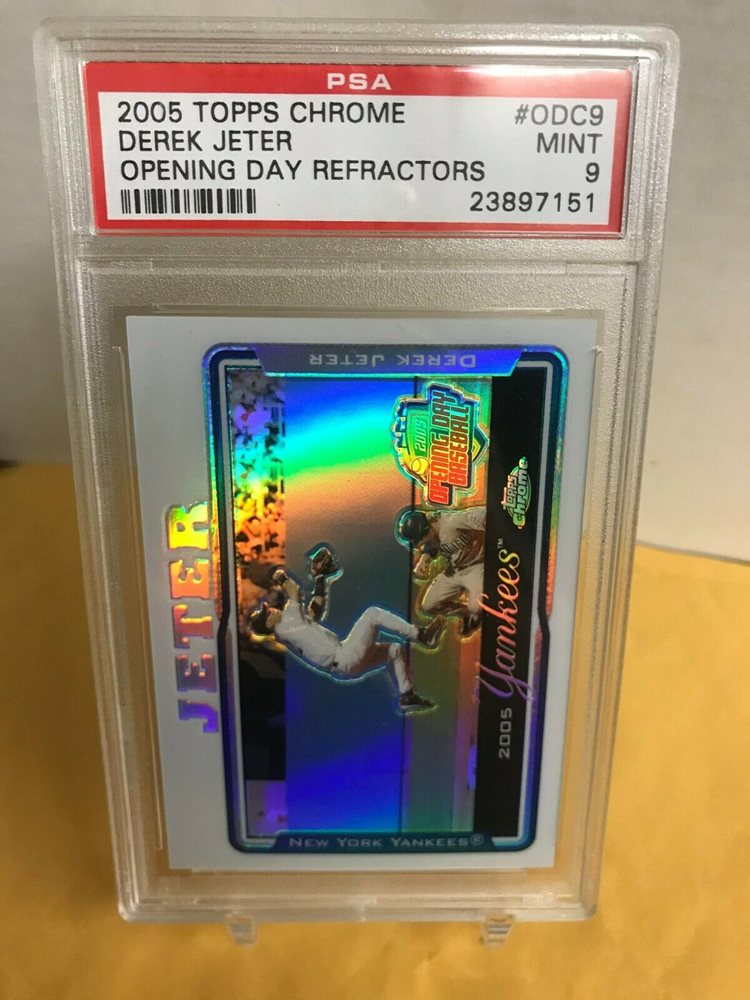 PSA
2005 TOPPS CHROME #ODC9
DEREK JETER MINT
OPENING DAY REFRACTORS 9
23897151
DEREK JETER
JETER
2005
OPENING DAY
BASEBALL
TOPPS
Chrome
2005 Yankees™
NEW YORK YANKEES®